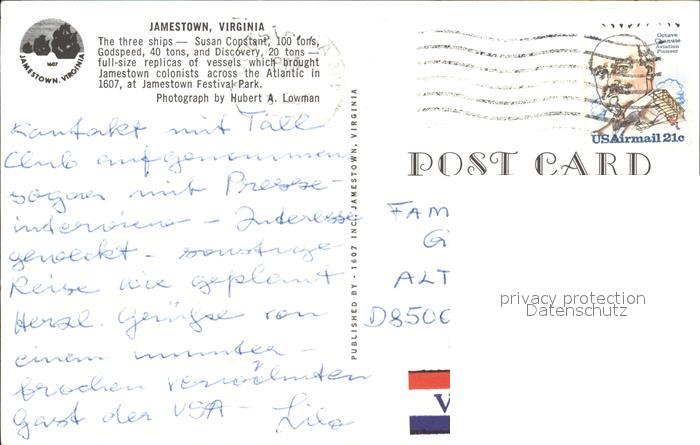 JAMESTOWN, VIRGINIA
The three ships — Susan Constant, 100 tons,
Godspeed, 40 tons, and Discovery, 20 tons —
full-size replicas of vessels which brought
Jamestown colonists across the Atlantic in
1607, at Jamestown Festival Park.
Photograph by Hubert A. Lowman
1607
JAMESTOWN, VIRGINIA
Kontakt mit Tall
Club aufgenommen
sogar mit Presse-
interview - Interesse
geweckt - sonstige
Reise wie geplant
Herzl. Grüße von
einem ununter-
brochen verwöhnten
Gast der USA - Lilo
PUBLISHED BY - 1607 INC. JAMESTOWN, VIRGINIA
Octave
Chanute
Aviation
Pioneer
USAirmail 21c
POST CARD
FAM
G
ALT
D8506
privacy protection
Datenschutz
V